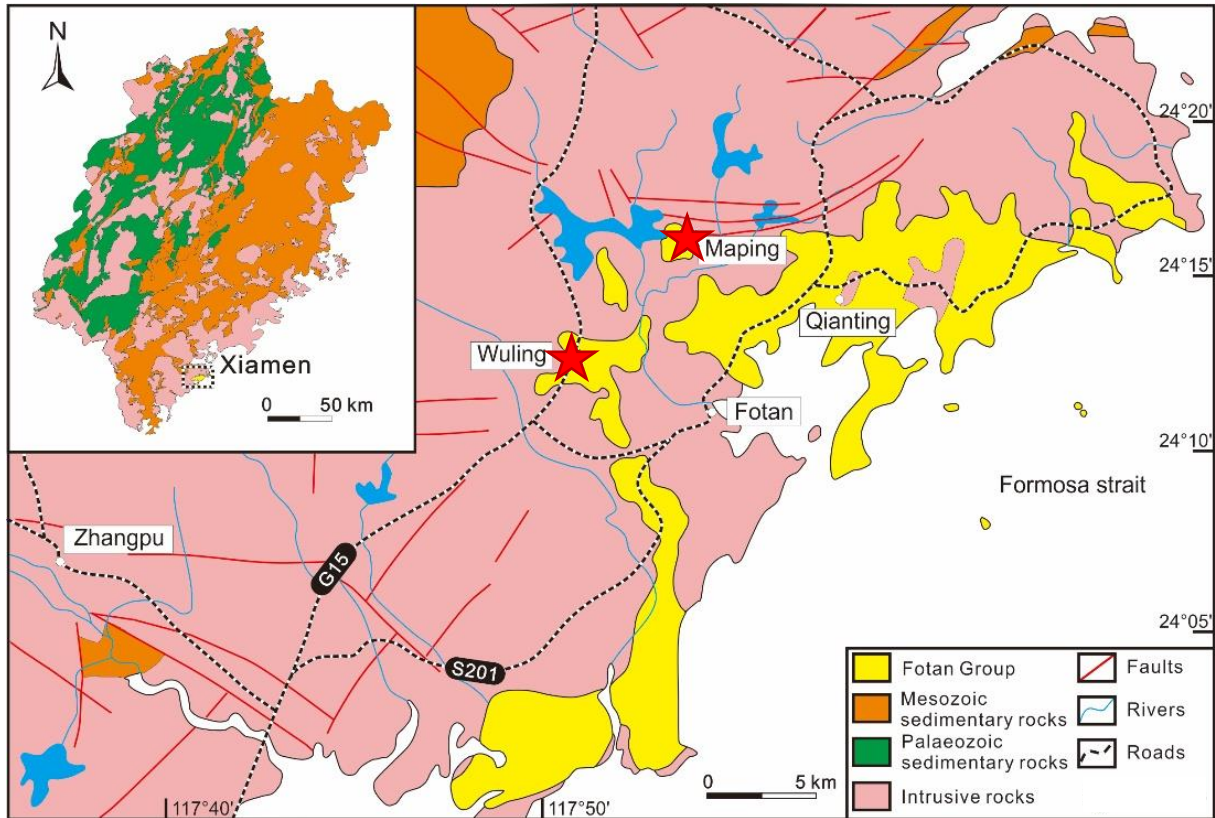 N
Xiamen
0 50 km
24°20'
Maping
24°15'
Qianting
Wuling
Fotan
24°10'
Formosa strait
Zhangpu
G15
24°05'
S201
Fotan Group
Faults
Mesozoic
sedimentary rocks
Rivers
Palaeozoic
sedimentary rocks
Roads
Intrusive rocks
0 5 km
117°40'
117°50'